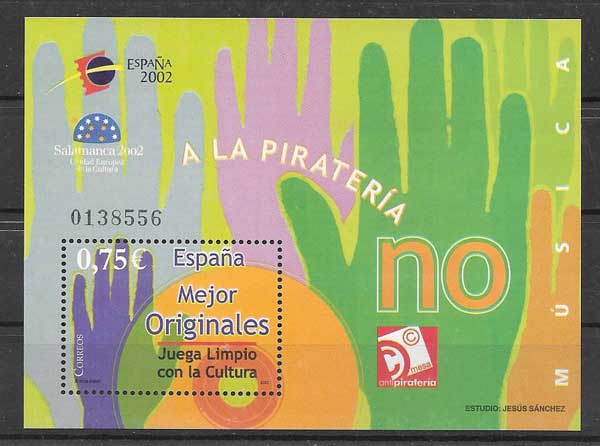 ESPAÑA
2002
Salamanca 2002
Ciudad Europea
de la Cultura
A LA PIRATERÍA
no
MÚSICA
0138556
0,75€
España
Mejor
Originales
Juega Limpio
con la Cultura
CORREOS
©
mesa
antipiratería
ESTUDIO: JESÚS SÁNCHEZ